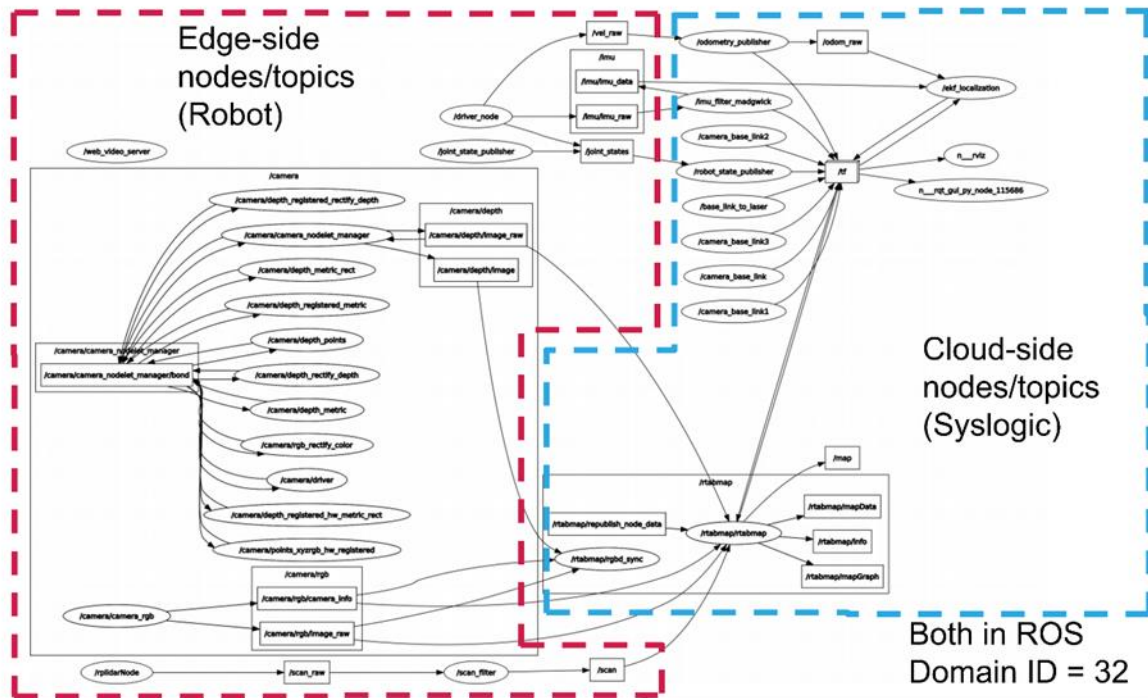 Edge-side
nodes/topics
(Robot)
/vel_raw
/odometry_publisher
/odom_raw
/imu
/imu/imu_data
/ekf_localization
/imu_filter_madgwick
/driver_node
/imu/imu_raw
/camera_base_link2
/web_video_server
/joint_state_publisher
/joint_states
n__rviz
/camera
/robot_state_publisher
/tf
n__rqt_gui_py_node_115686
/camera/depth_registered_rectify_depth
/camera/depth
/base_link_to_laser
/camera/camera_nodelet_manager
/camera/depth/image_raw
/camera_base_link3
/camera/depth_metric_rect
/camera/depth/image
/camera_base_link
/camera/depth_registered_metric
/camera_base_link1
/camera/depth_points
/camera/camera_nodelet_manager
/camera/camera_nodelet_manager/bond
/camera/depth_rectify_depth
Cloud-side
nodes/topics
(Syslogic)
/camera/depth_metric
/camera/rgb_rectify_color
/map
/camera/driver
/rtabmap
/camera/depth_registered_hw_metric_rect
/rtabmap/mapData
/rtabmap/republish_node_data
/rtabmap/rtabmap
/rtabmap/info
/camera/points_xyzrgb_hw_registered
/rtabmap/rgbd_sync
/rtabmap/mapGraph
/camera/rgb
/camera/rgb/camera_info
/camera/camera_rgb
/camera/rgb/image_raw
Both in ROS
Domain ID = 32
/rplidarNode
/scan_raw
/scan_filter
/scan